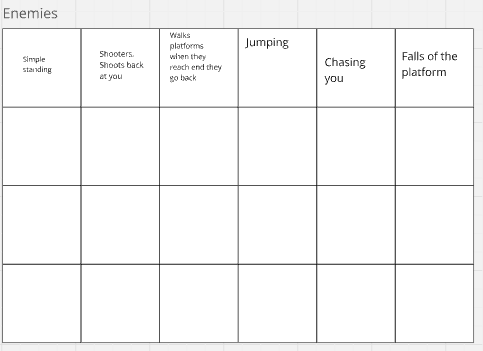 Enemies
Simple
standing
Shooters.
Shoots back
at you
Walks
platforms
when they
reach end they
go back
Jumping
Chasing
you
Falls of the
platform